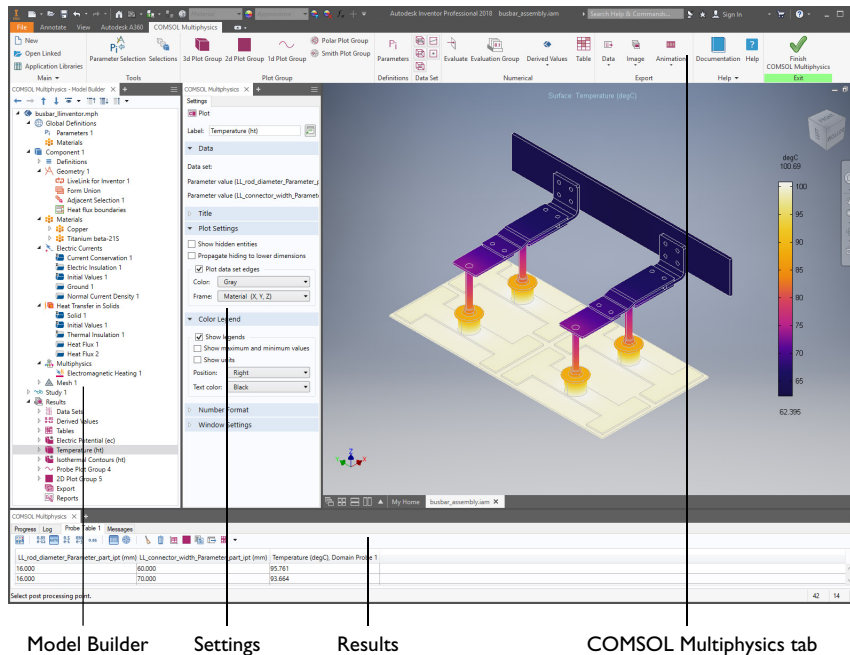 Autodesk Inventor Professional 2018 busbar_assembly.iam
Search Help & Commands...
Sign In
File Annotate View Autodesk A360 COMSOL Multiphysics
New
Open Linked
Application Libraries
Main
Parameter Selection Selections
Tools
3d Plot Group 2d Plot Group 1d Plot Group
Polar Plot Group
Smith Plot Group
Plot Group
Pi
Parameters
Definitions
Data Set
Evaluate Evaluation Group Derived Values Table
Numerical
Data Image Animation
Export
Documentation Help
Help
Finish
COMSOL Multiphysics
Exit
COMSOL Multiphysics - Model Builder X +
busbar_llinventor.mph
Global Definitions
Pi Parameters 1
Materials
Component 1
Definitions
Geometry 1
LiveLink for Inventor 1
Form Union
Adjacent Selection 1
Heat flux boundaries
Materials
Copper
Titanium beta-21S
Electric Currents
Current Conservation 1
Electric Insulation 1
Initial Values 1
Ground 1
Normal Current Density 1
Heat Transfer in Solids
Solid 1
Initial Values 1
Thermal Insulation 1
Heat Flux 1
Heat Flux 2
Multiphysics
Electromagnetic Heating 1
Mesh 1
Study 1
Results
Data Sets
Derived Values
Tables
Electric Potential (ec)
Temperature (ht)
Isothermal Contours (ht)
Probe Plot Group 4
2D Plot Group 5
Export
Reports
COMSOL Multiphysics X +
Settings
Plot
Label: Temperature (ht)
Data
Data set:
Parameter value (LL_rod_diameter_Parameter_p
Parameter value (LL_connector_width_Paramete
Title
Plot Settings
Show hidden entities
Propagate hiding to lower dimensions
Plot data set edges
Color: Gray
Frame: Material (X, Y, Z)
Color Legend
Show legends
Show maximum and minimum values
Show units
Position: Right
Text color: Black
Number Format
Window Settings
Surface: Temperature (degC)
degC
100.69
100
95
90
85
80
75
70
65
62.395
My Home busbar_assembly.iam X
COMSOL Multiphysics X +
Progress Log Probe Table 1 Messages
LL_rod_diameter_Parameter_part_ipt (mm) LL_connector_width_Parameter_part_ipt (mm) Temperature (degC), Domain Probe 1
16.000 60.000 95.761
16.000 70.000 93.664
Select post processing point. 42 14
Model Builder Settings Results COMSOL Multiphysics tab